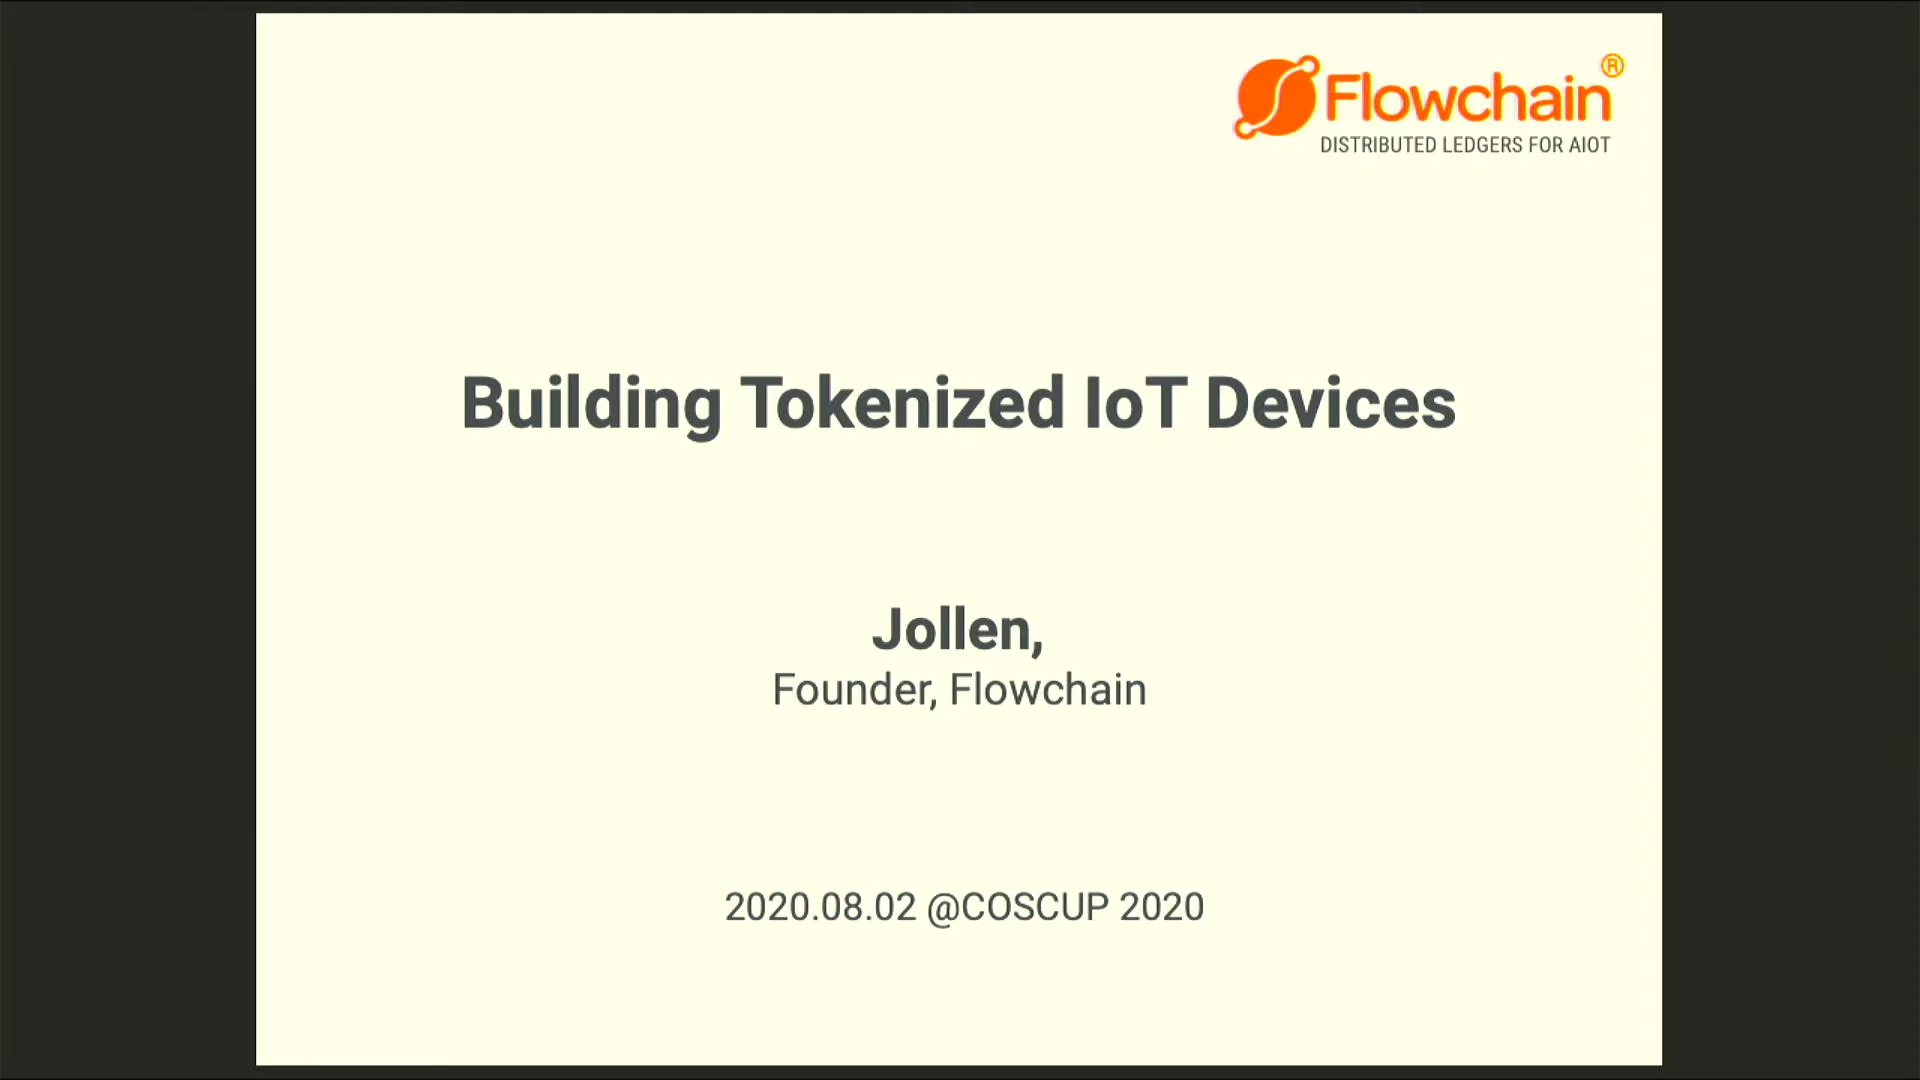 Flowchain®
DISTRIBUTED LEDGERS FOR AIOT
Building Tokenized IoT Devices
Jollen,
Founder, Flowchain
2020.08.02 @COSCUP 2020